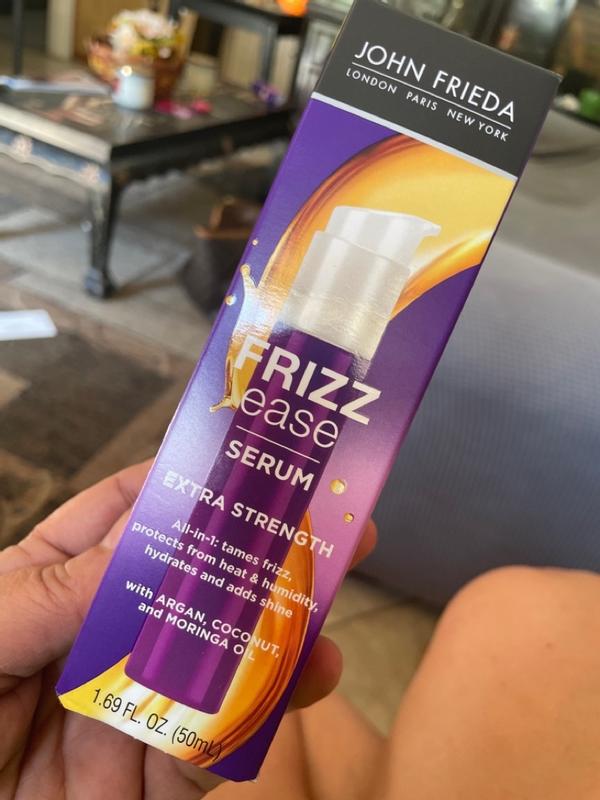 JOHN FRIEDA
LONDON PARIS NEW YORK
FRIZZ
ease
SERUM
EXTRA STRENGTH
All-in-1: tames frizz,
protects from heat & humidity,
hydrates and adds shine
with ARGAN, COCONUT,
and MORINGA OIL
1.69 FL. OZ. (50mL)